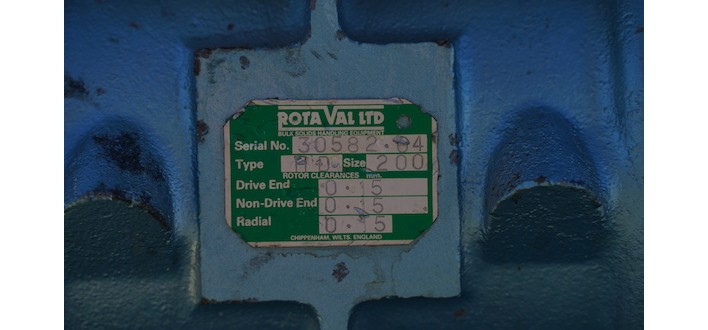 ROTA VAL LTD
BULK SOLIDS HANDLING EQUIPMENT
Serial No. 30582.04
Type Size 200
ROTOR CLEARANCES mm.
Drive End 0.15
Non-Drive End 0.15
Radial 0.15
CHIPPENHAM, WILTS. ENGLAND